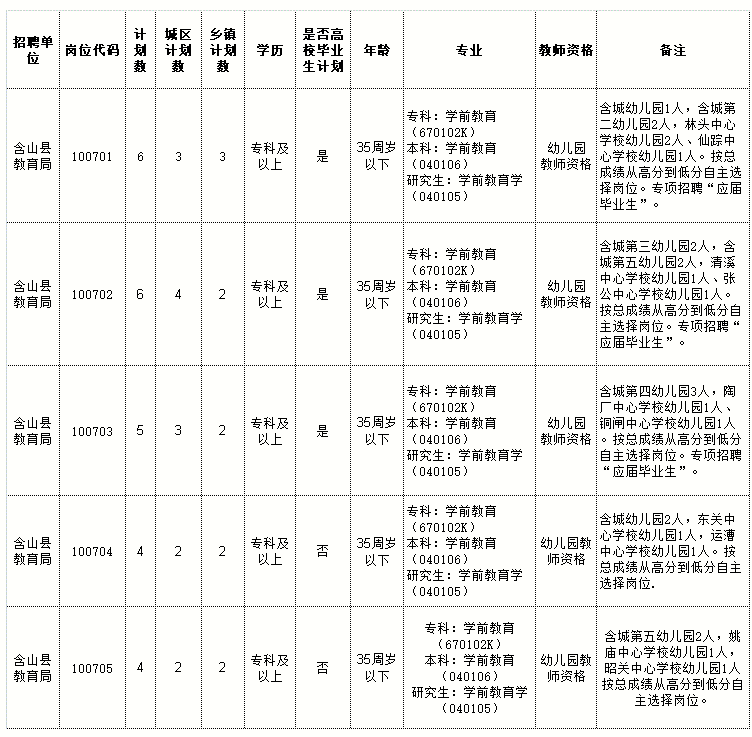 招聘单位
岗位代码
计划数
城区计划数
乡镇计划数
学历
是否高校毕业生计划
年龄
专业
教师资格
备注
含山县
教育局
100701
6
3
3
专科及
以上
是
35周岁
以下
专科：学前教育
（670102K）
本科：学前教育
（040106）
研究生：学前教育学
（040105）
幼儿园
教师资格
含城幼儿园1人，含城第
二幼儿园2人，林头中心
学校幼儿园2人、仙踪中
心学校幼儿园1人。按总
成绩从高分到低分自主选
择岗位。专项招聘“应届
毕业生”。
含山县
教育局
100702
6
4
2
专科及
以上
是
35周岁
以下
专科：学前教育
（670102K）
本科：学前教育
（040106）
研究生：学前教育学
（040105）
幼儿园
教师资格
含城第三幼儿园2人，含
城第五幼儿园2人，清溪
中心学校幼儿园1人、张
公中心学校幼儿园1人。
按总成绩从高分到低分自
主选择岗位。专项招聘“
应届毕业生”。
含山县
教育局
100703
5
3
2
专科及
以上
是
35周岁
以下
专科：学前教育
（670102K）
本科：学前教育
（040106）
研究生：学前教育学
（040105）
幼儿园
教师资格
含城第四幼儿园3人，陶
厂中心学校幼儿园1人、
铜闸中心学校幼儿园1人
。按总成绩从高分到低分
自主选择岗位。专项招聘
“应届毕业生”。
含山县
教育局
100704
4
2
2
专科及
以上
否
35周岁
以下
专科：学前教育
（670102K）
本科：学前教育
（040106）
研究生：学前教育学
（040105）
幼儿园教
师资格
含城幼儿园2人，东关中
心学校幼儿园1人，运漕
中心学校幼儿园1人。按
总成绩从高分到低分自主
选择岗位.
含山县
教育局
100705
4
2
2
专科及
以上
否
35周岁
以下
专科：学前教育
（670102K）
本科：学前教育
（040106）
研究生：学前教育学
（040105）
幼儿园教
师资格
含城第五幼儿园2人，姚
庙中心学校幼儿园1人，
昭关中心学校幼儿园1人
按总成绩从高分到低分自
主选择岗位。